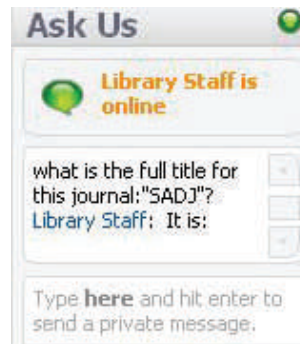 Ask Us
Library Staff is
online
what is the full title for
this journal:"SADJ"?
Library Staff: It is:
Type here and hit enter to
send a private message.